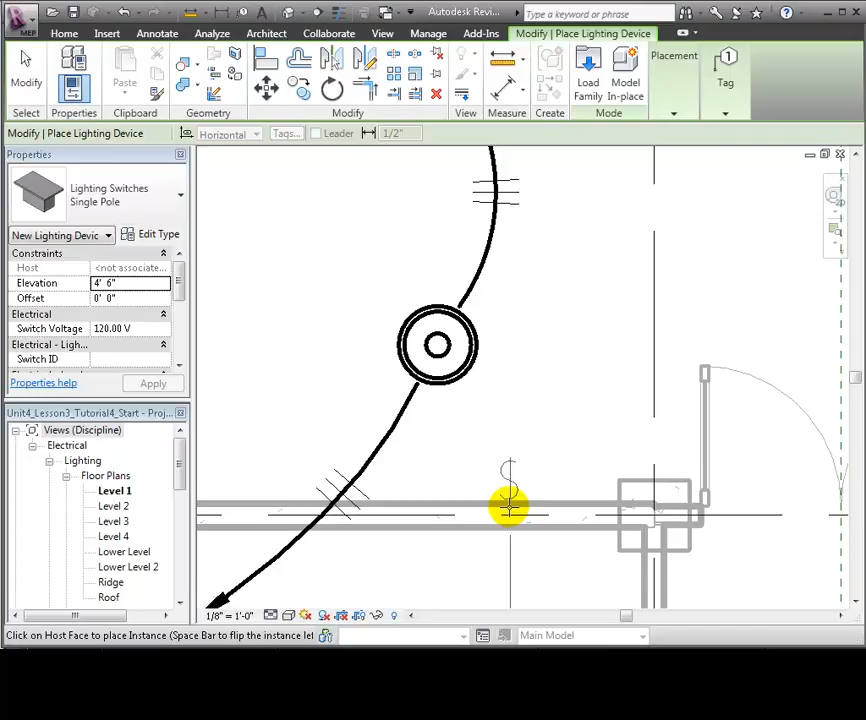 Autodesk Revi...
Type a keyword or phrase
MEP
Home Insert Annotate Analyze Architect Collaborate View Manage Add-Ins Modify | Place Lighting Device
Modify
Paste
Load Family
Model In-place
Placement
Tag
Select Properties Clipboard Geometry Modify View Measure Create Mode
Modify | Place Lighting Device
Horizontal
Tags...
Leader
1/2"
Properties
Lighting Switches
Single Pole
New Lighting Devic
Edit Type
Constraints
Host <not associate...
Elevation 4' 6"
Offset 0' 0"
Electrical
Switch Voltage 120.00 V
Electrical - Ligh...
Switch ID
Properties help
Apply
Unit4_Lesson3_Tutorial4_Start - Proj...
Views (Discipline)
Electrical
Lighting
Floor Plans
Level 1
Level 2
Level 3
Level 4
Lower Level
Lower Level 2
Ridge
Roof
$
1/8" = 1'-0"
Click on Host Face to place Instance (Space Bar to flip the instance let
Main Model